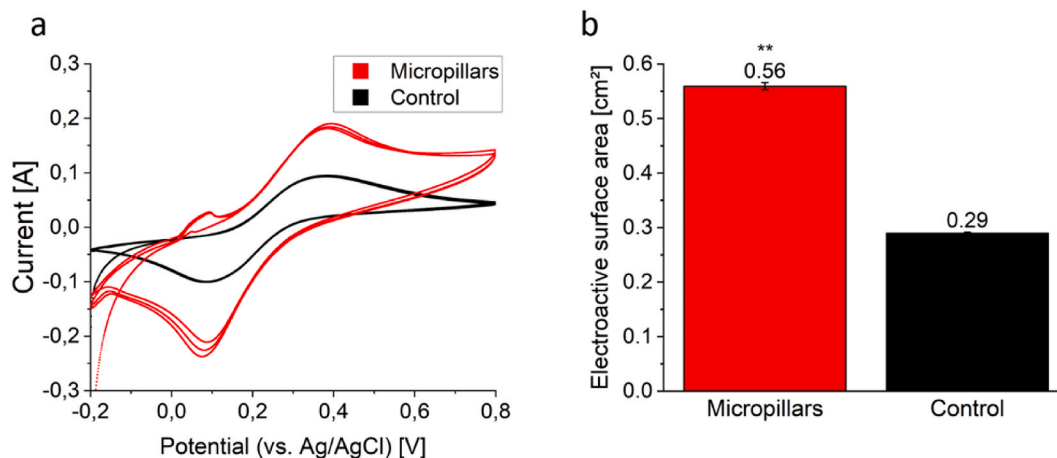 a
Current [A]
0,3
0,2
0,1
0,0
-0,1
-0,2
-0,3
-0,2
0,0
0,2
0,4
0,6
0,8
Potential (vs. Ag/AgCl) [V]
Micropillars
Control
b
Electroactive surface area [cm²]
0.6
0.5
0.4
0.3
0.2
0.1
0.0
**
0.56
0.29
Micropillars
Control